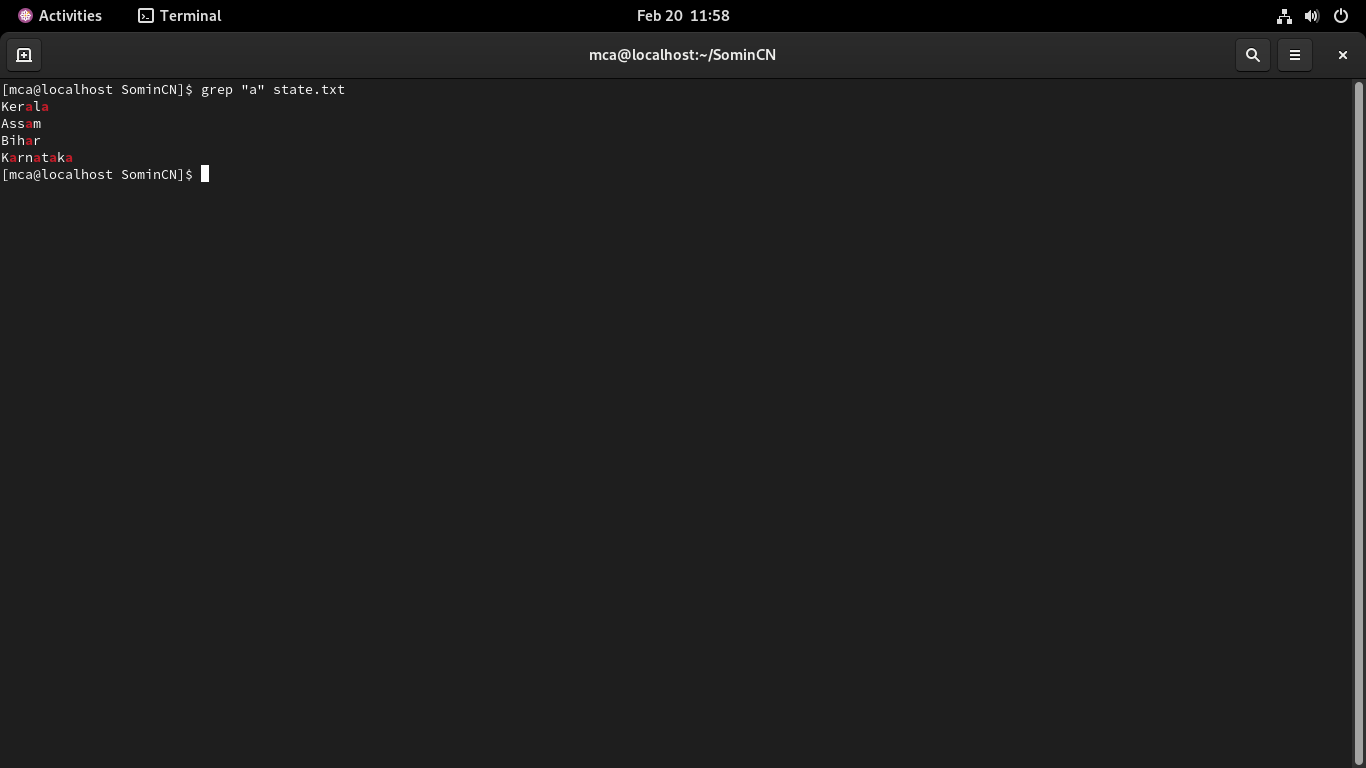 Activities Terminal Feb 20 11:58
mca@localhost:~/SominCN
[mca@localhost SominCN]$ grep "a" state.txt
Kerala
Assam
Bihar
Karnataka
[mca@localhost SominCN]$